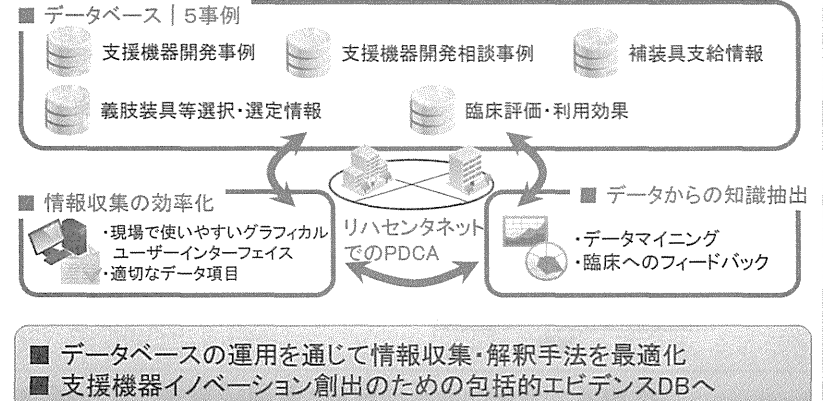 ■ データベース｜5事例
支援機器開発事例 支援機器開発相談事例 補装具支給情報
義肢装具等選択・選定情報 臨床評価・利用効果
■ 情報収集の効率化
・現場で使いやすいグラフィカル
ユーザーインターフェイス
・適切なデータ項目
リハセンタネット
でのPDCA
■ データからの知識抽出
・データマイニング
・臨床へのフィードバック
■ データベースの運用を通じて情報収集・解釈手法を最適化
■ 支援機器イノベーション創出のための包括的エビデンスDBへ